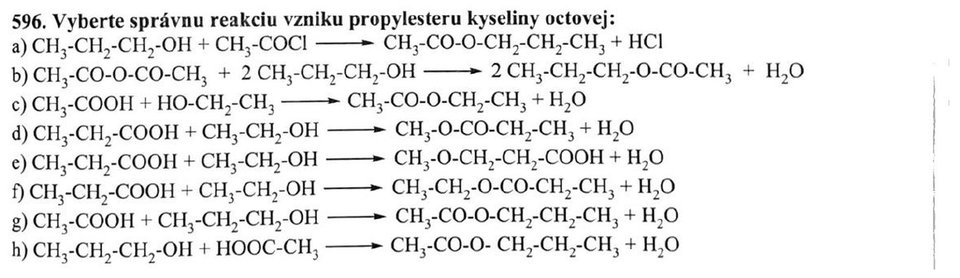 596. Vyberte správnu reakciu vzniku propylesteru kyseliny octovej:
a) CH₃-CH₂-CH₂-OH + CH₃-COCl ⟶ CH₃-CO-O-CH₂-CH₂-CH₃ + HCl
b) CH₃-CO-O-CO-CH₃ + 2 CH₃-CH₂-CH₂-OH ⟶ 2 CH₃-CH₂-CH₂-O-CO-CH₃ + H₂O
c) CH₃-COOH + HO-CH₂-CH₃ ⟶ CH₃-CO-O-CH₂-CH₃ + H₂O
d) CH₃-CH₂-COOH + CH₃-CH₂-OH ⟶ CH₃-O-CO-CH₂-CH₃ + H₂O
e) CH₃-CH₂-COOH + CH₃-CH₂-OH ⟶ CH₃-O-CH₂-CH₂-COOH + H₂O
f) CH₃-CH₂-COOH + CH₃-CH₂-OH ⟶ CH₃-CH₂-O-CO-CH₂-CH₃ + H₂O
g) CH₃-COOH + CH₃-CH₂-CH₂-OH ⟶ CH₃-CO-O-CH₂-CH₂-CH₃ + H₂O
h) CH₃-CH₂-CH₂-OH + HOOC-CH₃ ⟶ CH₃-CO-O- CH₂-CH₂-CH₃ + H₂O